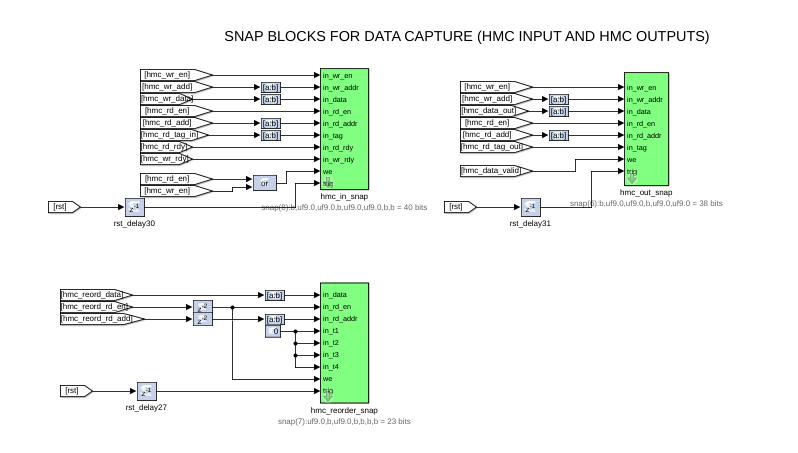 SNAP BLOCKS FOR DATA CAPTURE (HMC INPUT AND HMC OUTPUTS)
[hmc_wr_en]
[hmc_wr_add]
[a:b]
[hmc_wr_data]
[a:b]
[hmc_rd_en]
[hmc_rd_add]
[a:b]
[hmc_rd_tag_in]
[a:b]
[hmc_rd_rdy]
[hmc_wr_rdy]
[hmc_rd_en]
[hmc_wr_en]
or
in_wr_en
in_wr_addr
in_data
in_rd_en
in_rd_addr
in_tag
in_rd_rdy
in_wr_rdy
we
trig
hmc_in_snap
snap(8):b,uf9.0,uf9.0,b,uf9.0,uf9.0,b,b = 40 bits
[rst]
z-1
rst_delay30
[hmc_wr_en]
[hmc_wr_add]
[a:b]
[hmc_data_out]
[a:b]
[hmc_rd_en]
[hmc_rd_add]
[a:b]
[hmc_rd_tag_out]
[hmc_data_valid]
in_wr_en
in_wr_addr
in_data
in_rd_en
in_rd_addr
in_tag
we
trig
hmc_out_snap
snap(6):b,uf9.0,uf9.0,b,uf9.0,uf9.0 = 38 bits
[rst]
z-1
rst_delay31
[hmc_reord_data]
[a:b]
[hmc_reord_rd_en]
z-2
[hmc_reord_rd_add]
z-2
[a:b]
0
in_data
in_rd_en
in_rd_addr
in_t1
in_t2
in_t3
in_t4
we
trig
hmc_reorder_snap
snap(7):uf9.0,b,uf9.0,b,b,b,b = 23 bits
[rst]
z-1
rst_delay27